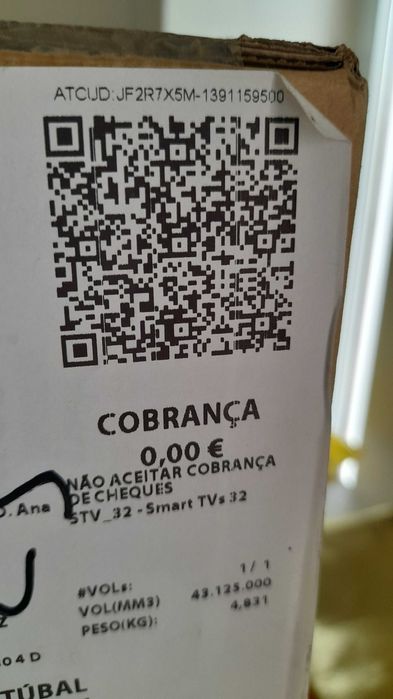 ATCUD:JF2R7X5M-1391159500
COBRANÇA
0,00 €
NÃO ACEITAR COBRANÇA
DE CHEQUES
. Ana
STV_32 - Smart TVs 32
#VOLs: 1/ 1
VOL(MM3) 43.125.000
PESO(KG): 4,831
04 D
TÚBAL